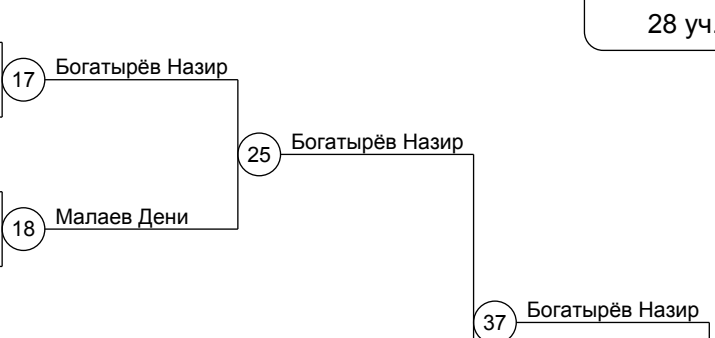 28 уч.
17 Богатырёв Назир
25 Богатырёв Назир
18 Малаев Дени
37 Богатырёв Назир